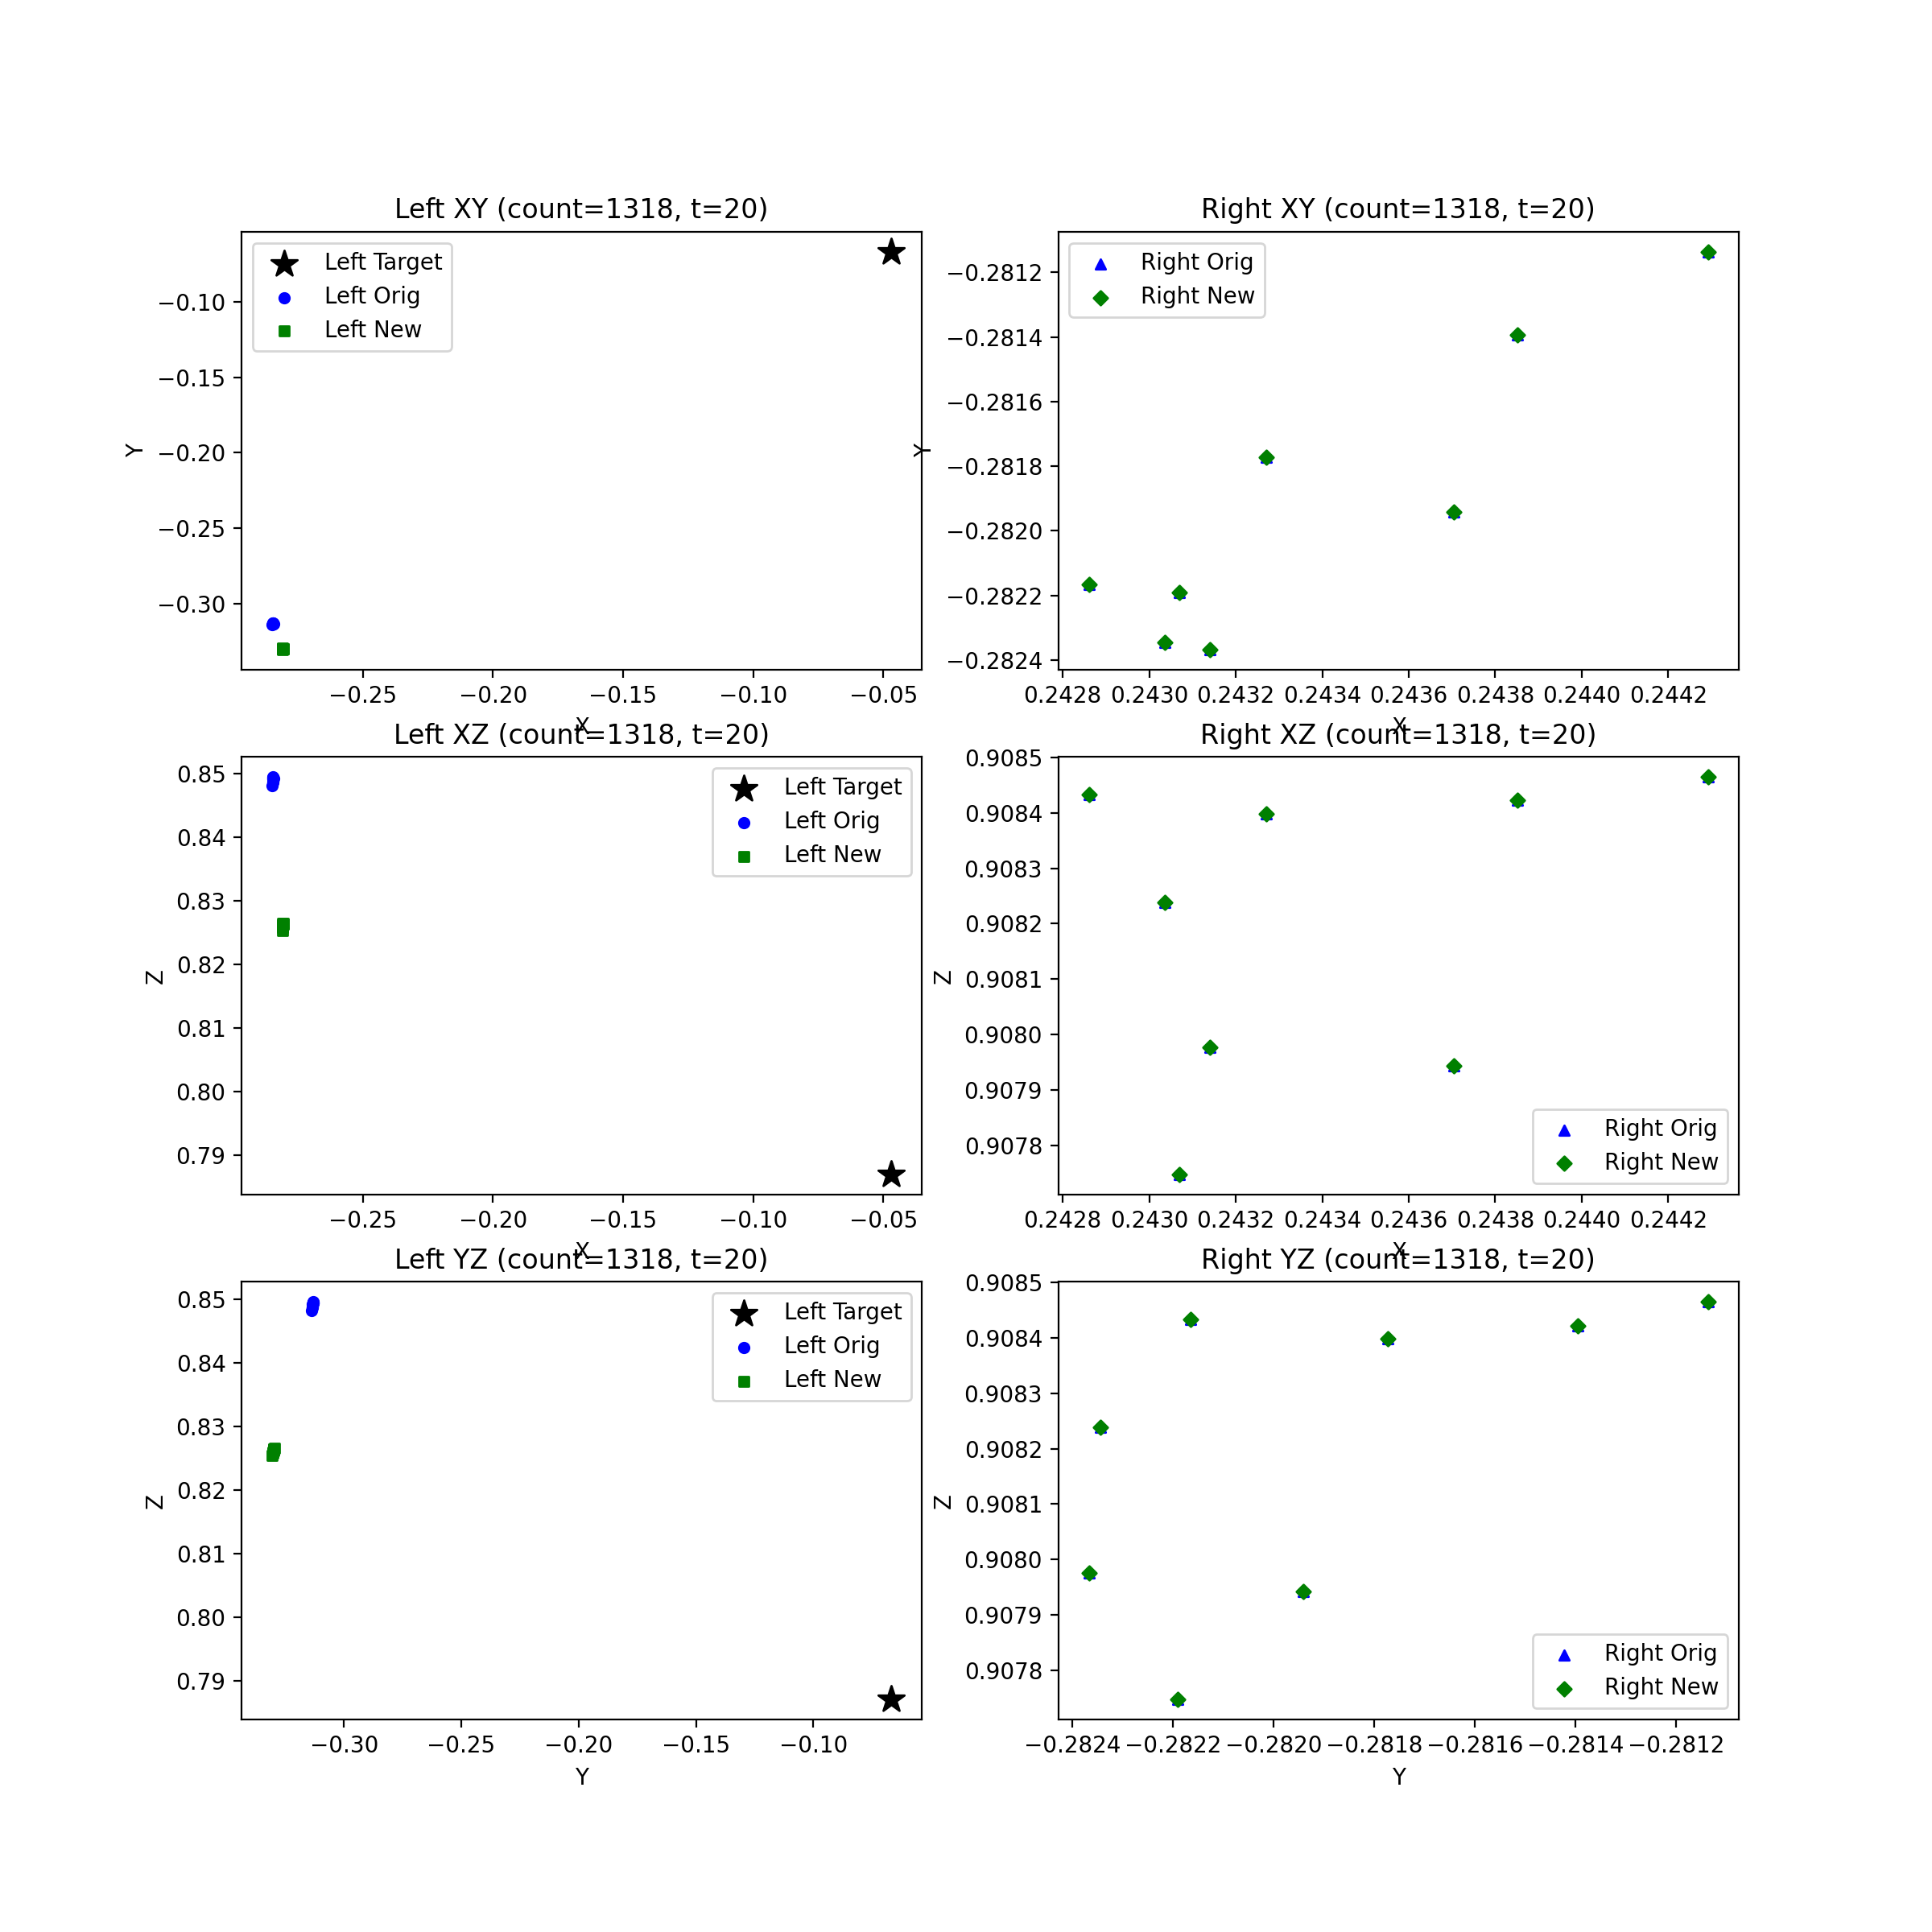 Left XY (count=1318, t=20)
Left Target
Left Orig
Left New
−0.10
−0.15
−0.20
−0.25
−0.30
Y
−0.25
−0.20
−0.15
−0.10
−0.05
X
Right XY (count=1318, t=20)
Right Orig
Right New
−0.2812
−0.2814
−0.2816
−0.2818
−0.2820
−0.2822
−0.2824
Y
0.2428
0.2430
0.2432
0.2434
0.2436
0.2438
0.2440
0.2442
X
Left XZ (count=1318, t=20)
Left Target
Left Orig
Left New
0.85
0.84
0.83
0.82
0.81
0.80
0.79
Z
−0.25
−0.20
−0.15
−0.10
−0.05
X
Right XZ (count=1318, t=20)
Right Orig
Right New
0.9085
0.9084
0.9083
0.9082
0.9081
0.9080
0.9079
0.9078
Z
0.2428
0.2430
0.2432
0.2434
0.2436
0.2438
0.2440
0.2442
X
Left YZ (count=1318, t=20)
Left Target
Left Orig
Left New
0.85
0.84
0.83
0.82
0.81
0.80
0.79
Z
−0.30
−0.25
−0.20
−0.15
−0.10
Y
Right YZ (count=1318, t=20)
Right Orig
Right New
0.9085
0.9084
0.9083
0.9082
0.9081
0.9080
0.9079
0.9078
Z
−0.2824
−0.2822
−0.2820
−0.2818
−0.2816
−0.2814
−0.2812
Y